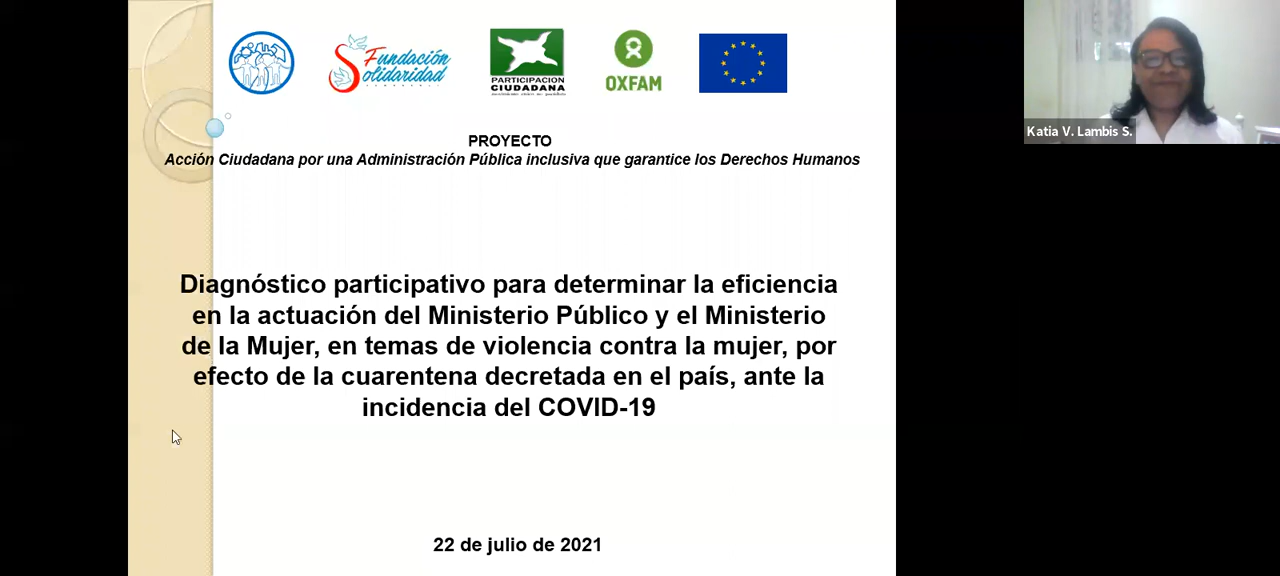 Fundación
Solidaridad
PARTICIPACION
CIUDADANA
OXFAM
Katia V. Lambis S.
PROYECTO
Acción Ciudadana por una Administración Pública inclusiva que garantice los Derechos Humanos
Diagnóstico participativo para determinar la eficiencia
en la actuación del Ministerio Público y el Ministerio
de la Mujer, en temas de violencia contra la mujer, por
efecto de la cuarentena decretada en el país, ante la
incidencia del COVID-19
22 de julio de 2021